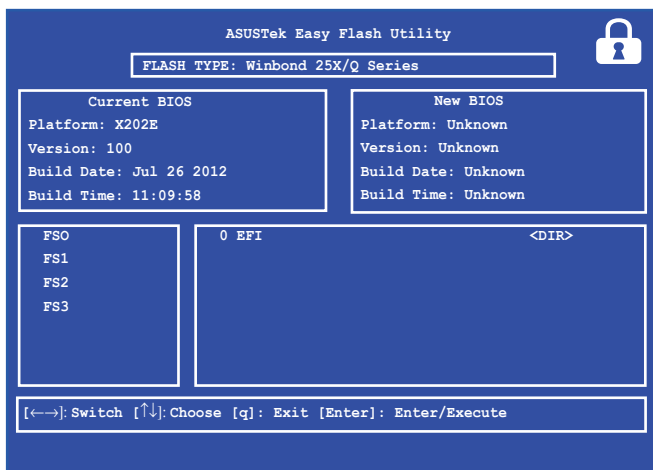 ASUSTek Easy Flash Utility
FLASH TYPE: Winbond 25X/Q Series
Current BIOS
Platform: X202E
Version: 100
Build Date: Jul 26 2012
Build Time: 11:09:58
New BIOS
Platform: Unknown
Version: Unknown
Build Date: Unknown
Build Time: Unknown
FSO
FS1
FS2
FS3
0 EFI <DIR>
[←→]: Switch [↑↓]: Choose [q]: Exit [Enter]: Enter/Execute